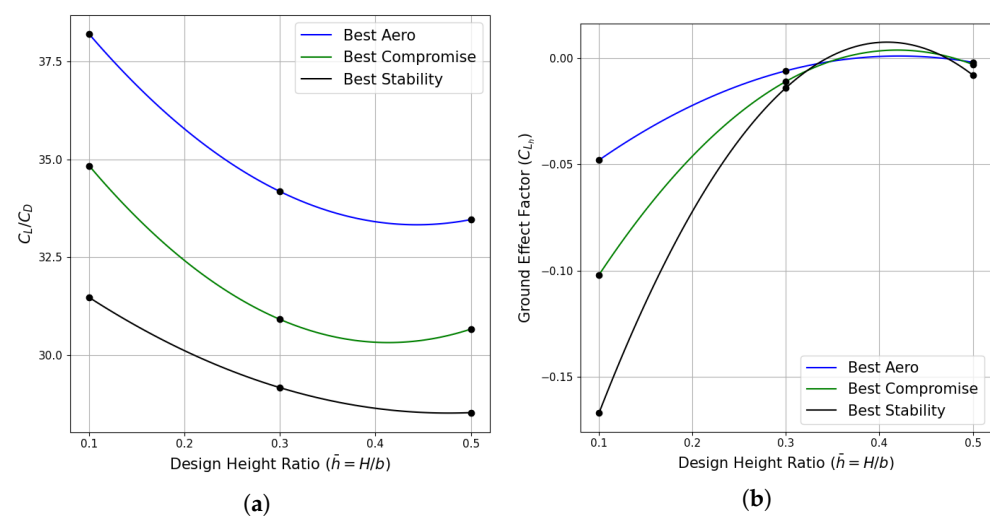 Best Aero
Best Compromise
Best Stability
37.5
35.0
32.5
30.0
C_L/C_D
0.1 0.2 0.3 0.4 0.5
Design Height Ratio (h̄ = H/b)
(a)
0.00
−0.05
−0.10
−0.15
Ground Effect Factor (C_{L_h})
Best Aero
Best Compromise
Best Stability
0.1 0.2 0.3 0.4 0.5
Design Height Ratio (h̄ = H/b)
(b)